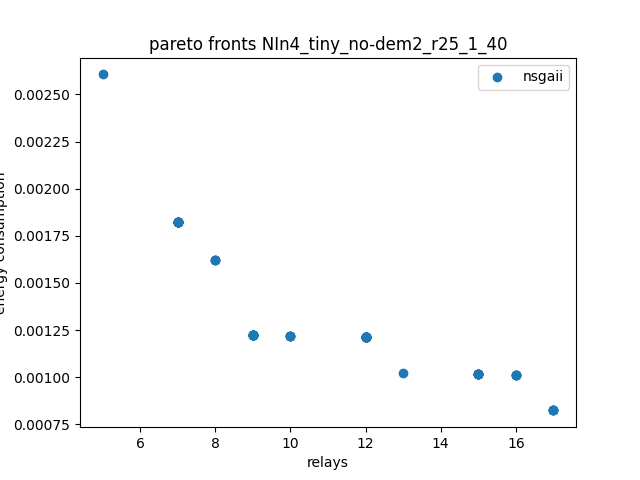 pareto fronts NIn4_tiny_no-dem2_r25_1_40
nsgaii
0.00250
0.00225
0.00200
0.00175
0.00150
0.00125
0.00100
0.00075
energy consumption
6 8 10 12 14 16
relays